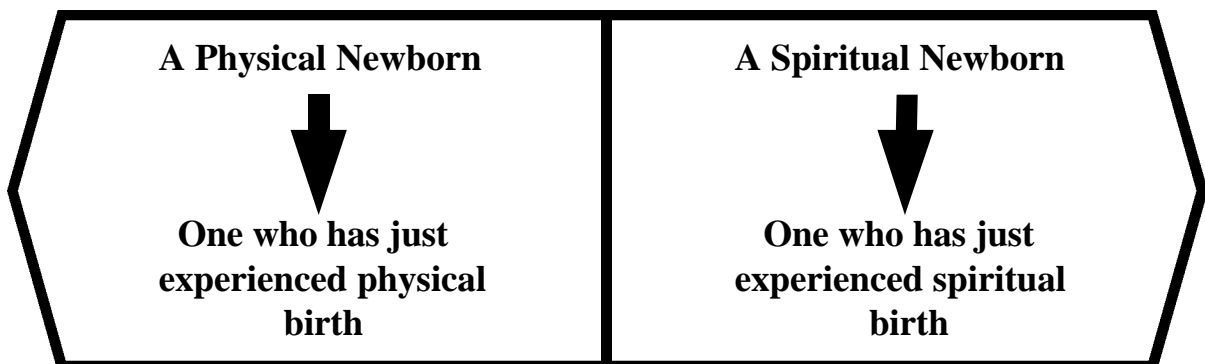 A Physical Newborn
One who has just
experienced physical
birth
A Spiritual Newborn
One who has just
experienced spiritual
birth